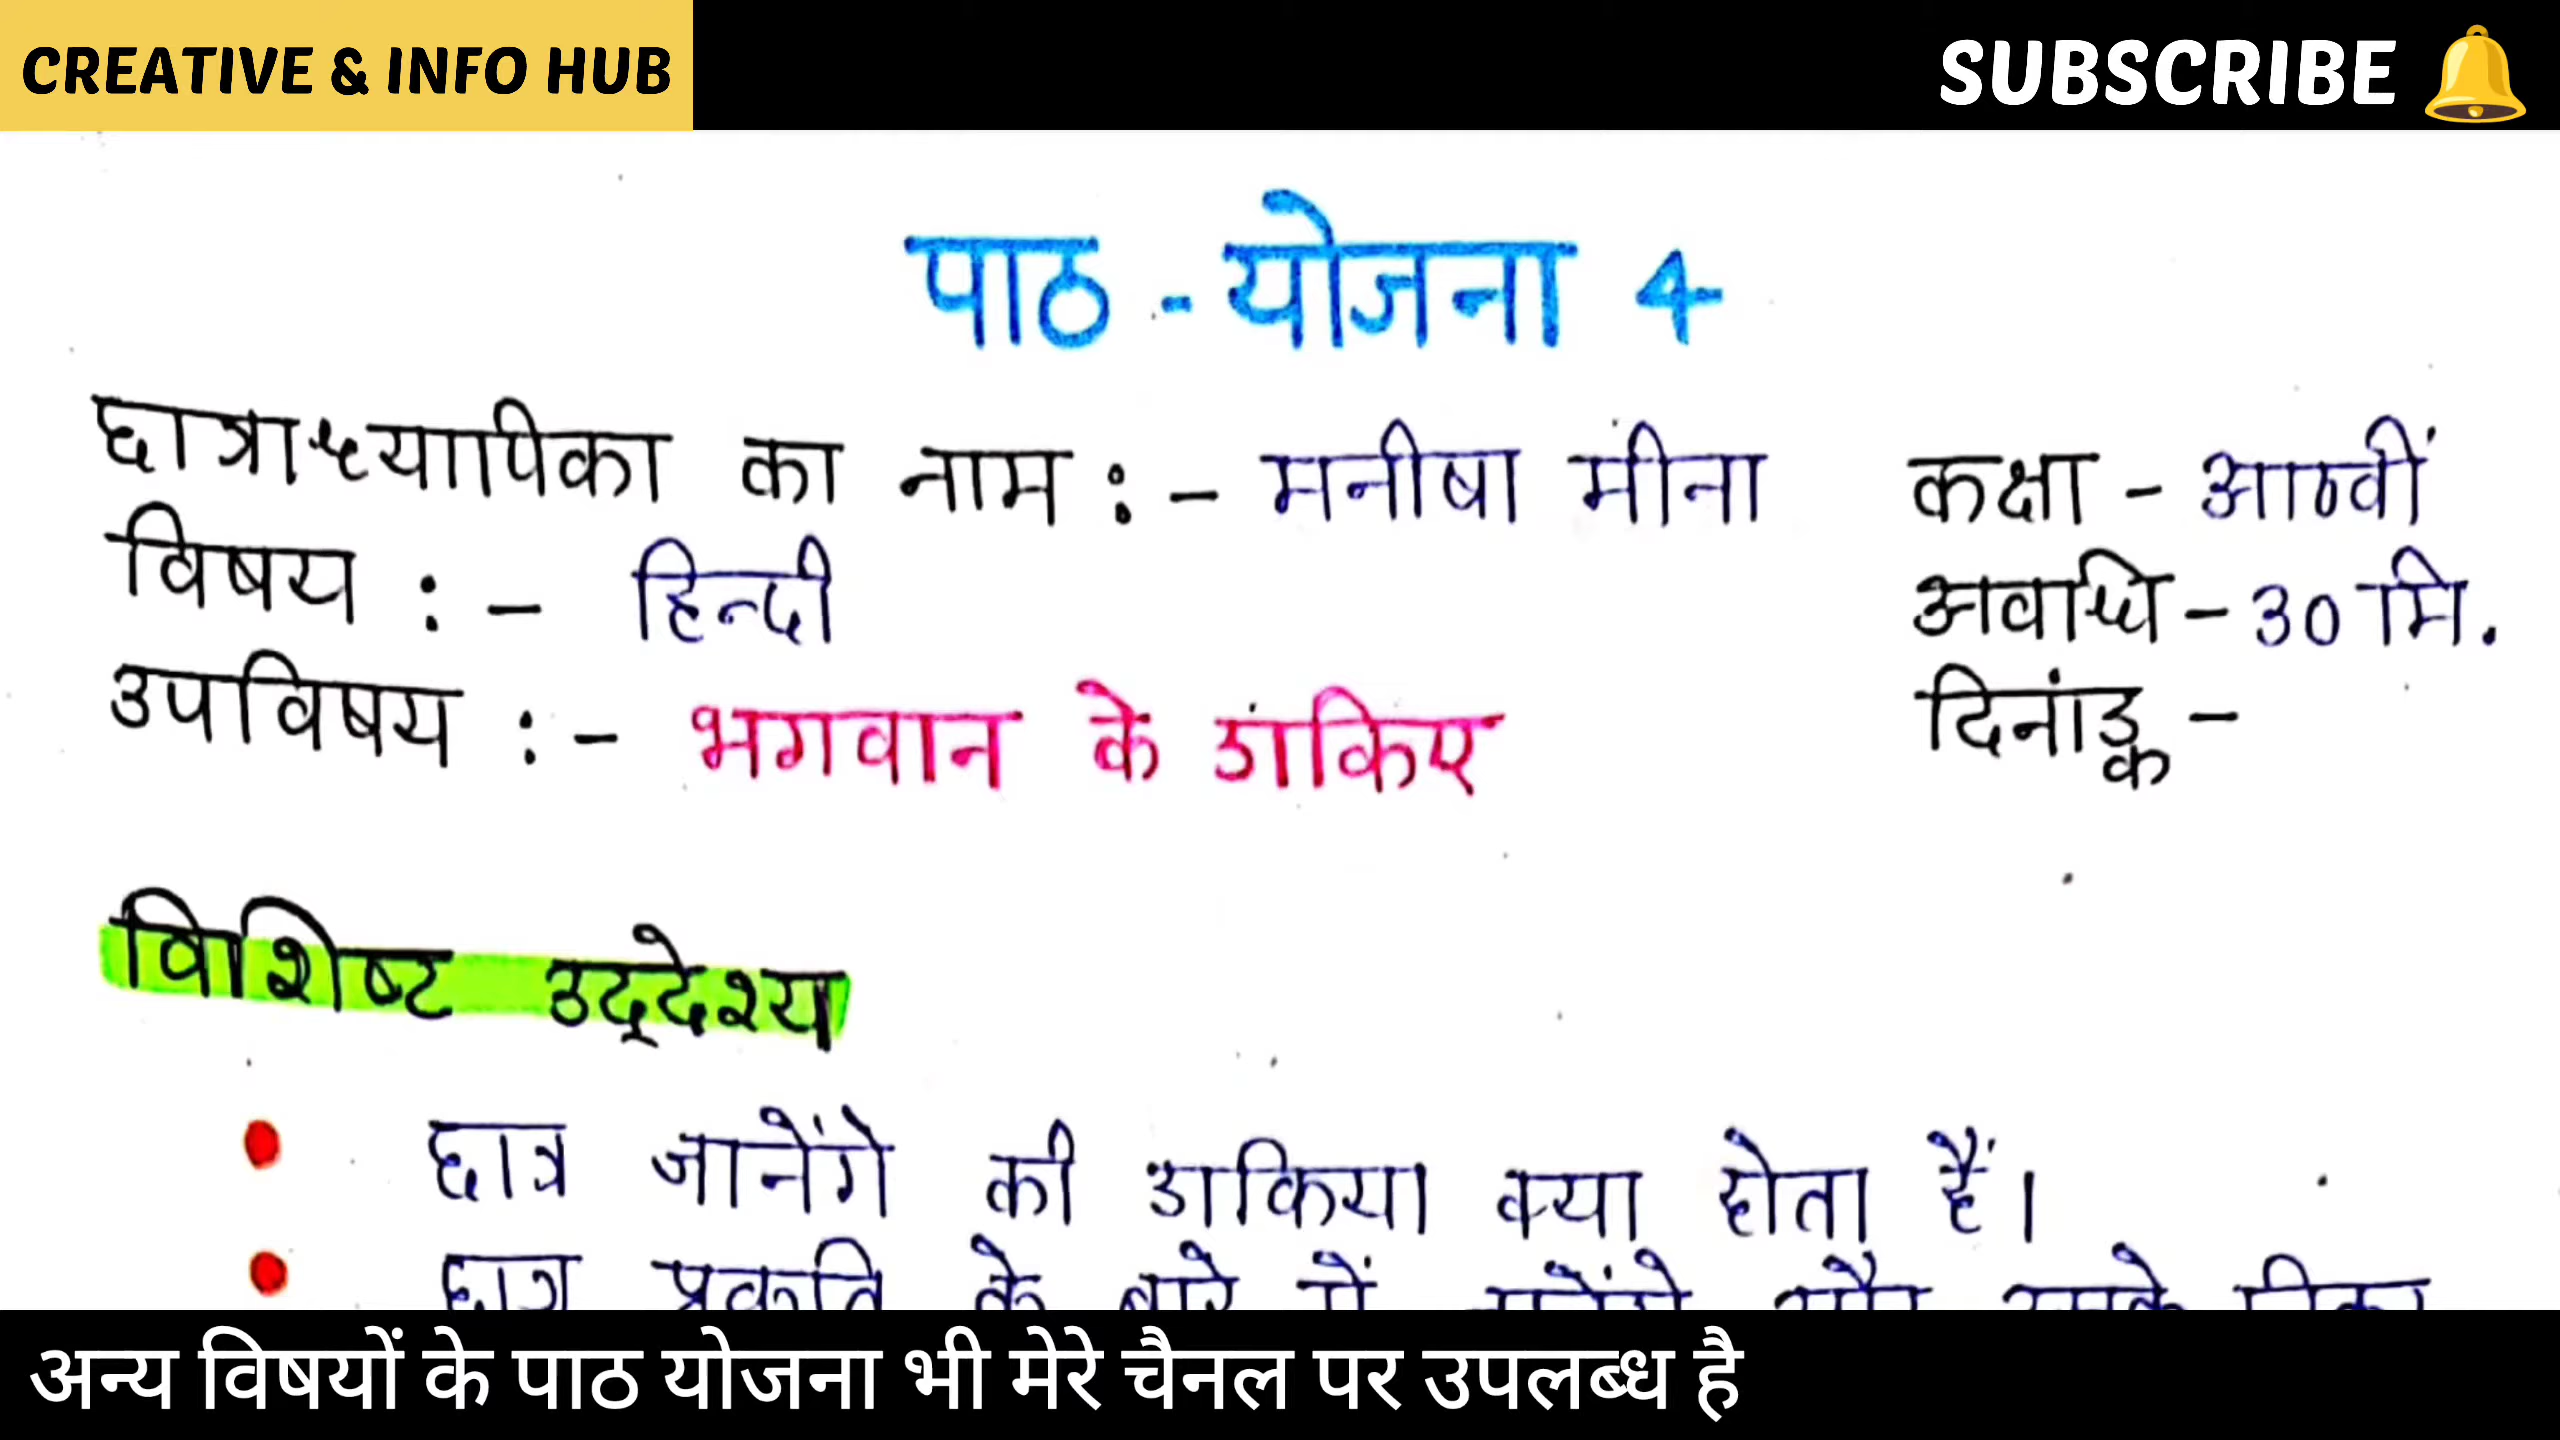 CREATIVE & INFO HUB
SUBSCRIBE
पाठ - योजना 4
छात्राध्यापिका का नाम :- मनीषा मीना कक्षा - आठवीं
विषय :- हिन्दी अवधि - 30 मि.
उपविषय :- भगवान के डाकिए दिनांङ्क -
विशिष्ट उद्देश्य
• छात्र जानेंगे की डाकिया क्या होता हैं।
• छात्र प्रकृति के बारे में
अन्य विषयों के पाठ योजना भी मेरे चैनल पर उपलब्ध है